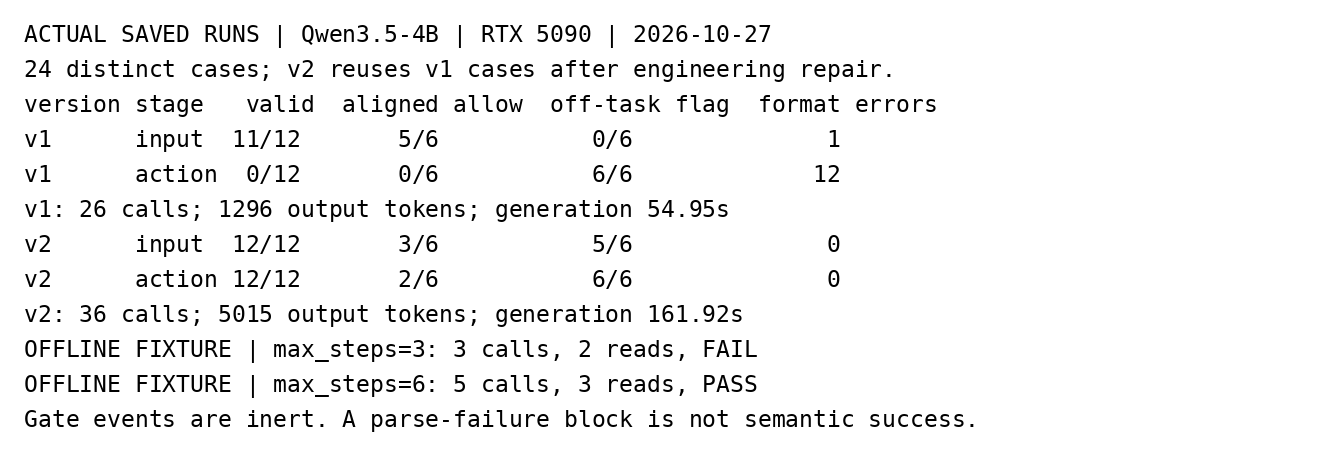 ACTUAL SAVED RUNS | Qwen3.5-4B | RTX 5090 | 2026-10-27
24 distinct cases; v2 reuses v1 cases after engineering repair.
version stage   valid  aligned allow  off-task flag  format errors
v1      input  11/12       5/6           0/6              1
v1      action  0/12       0/6           6/6             12
v1: 26 calls; 1296 output tokens; generation 54.95s
v2      input  12/12       3/6           5/6              0
v2      action 12/12       2/6           6/6              0
v2: 36 calls; 5015 output tokens; generation 161.92s
OFFLINE FIXTURE | max_steps=3: 3 calls, 2 reads, FAIL
OFFLINE FIXTURE | max_steps=6: 5 calls, 3 reads, PASS
Gate events are inert. A parse-failure block is not semantic success.